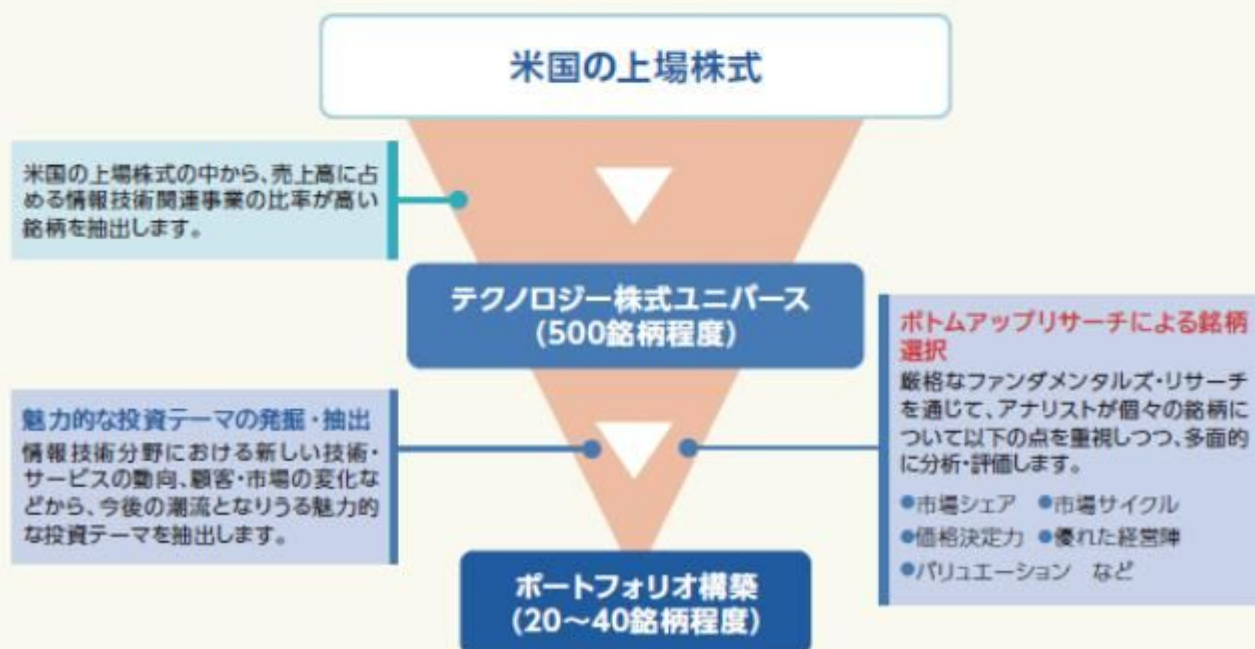 米国の上場株式
米国の上場株式の中から、売上高に占
める情報技術関連事業の比率が高い
銘柄を抽出します。
テクノロジー株式ユニバース
(500銘柄程度)
魅力的な投資テーマの発掘・抽出
情報技術分野における新しい技術・
サービスの動向、顧客・市場の変化な
どから、今後の潮流となりうる魅力的
な投資テーマを抽出します。
ボトムアップリサーチによる銘柄
選択
厳格なファンダメンタルズ・リサーチ
を通じて、アナリストが個々の銘柄に
ついて以下の点を重視しつつ、多面的
に分析・評価します。
●市場シェア ●市場サイクル
●価格決定力 ●優れた経営陣
●バリュエーション など
ポートフォリオ構築
(20～40銘柄程度)